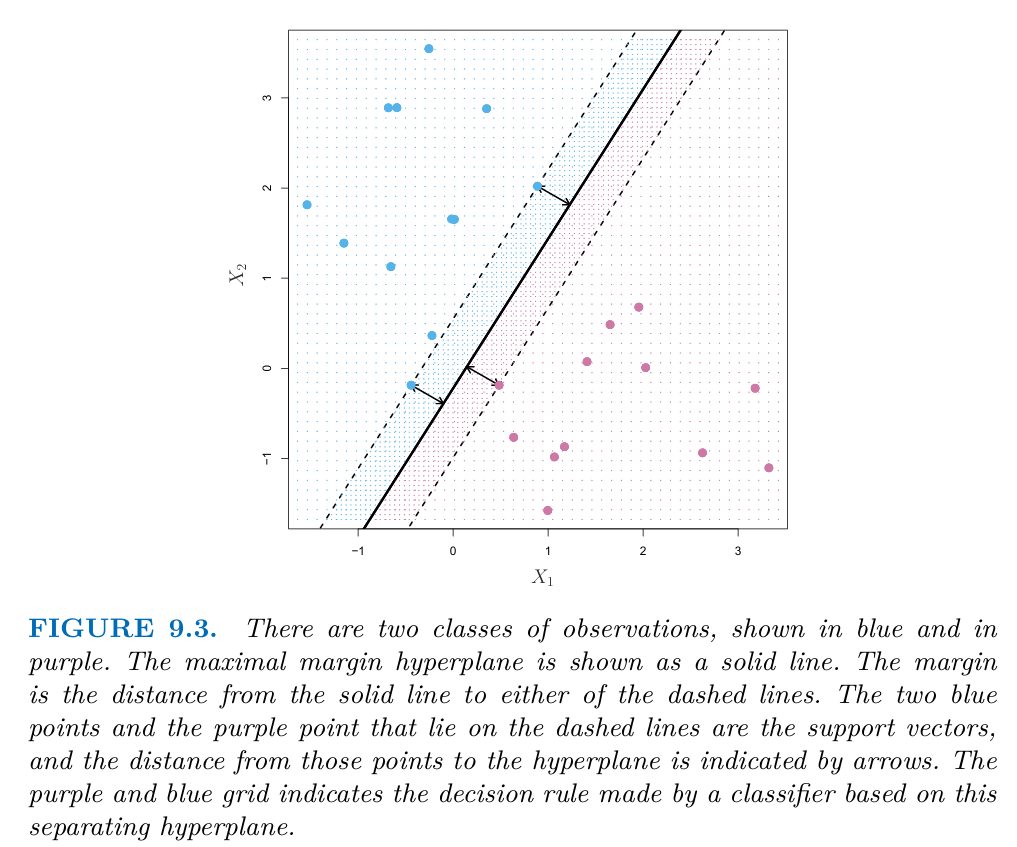 3
2
1
0
−1
X2
−1 0 1 2 3
X1
FIGURE 9.3. There are two classes of observations, shown in blue and in
purple. The maximal margin hyperplane is shown as a solid line. The margin
is the distance from the solid line to either of the dashed lines. The two blue
points and the purple point that lie on the dashed lines are the support vectors,
and the distance from those points to the hyperplane is indicated by arrows. The
purple and blue grid indicates the decision rule made by a classifier based on this
separating hyperplane.